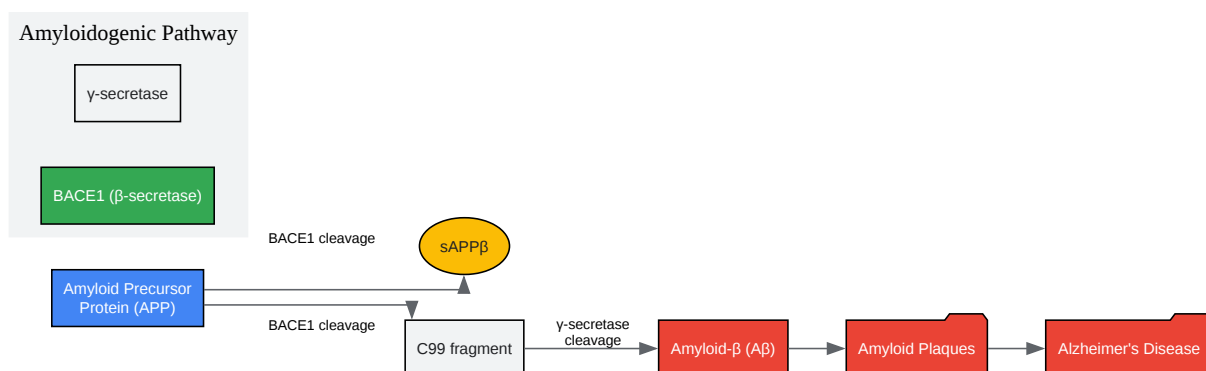 Amyloidogenic Pathway
γ-secretase
BACE1 (β-secretase)
BACE1 cleavage
sAPPβ
Amyloid Precursor
Protein (APP)
BACE1 cleavage
C99 fragment
γ-secretase
cleavage
Amyloid-β (Aβ)
Amyloid Plaques
Alzheimer's Disease